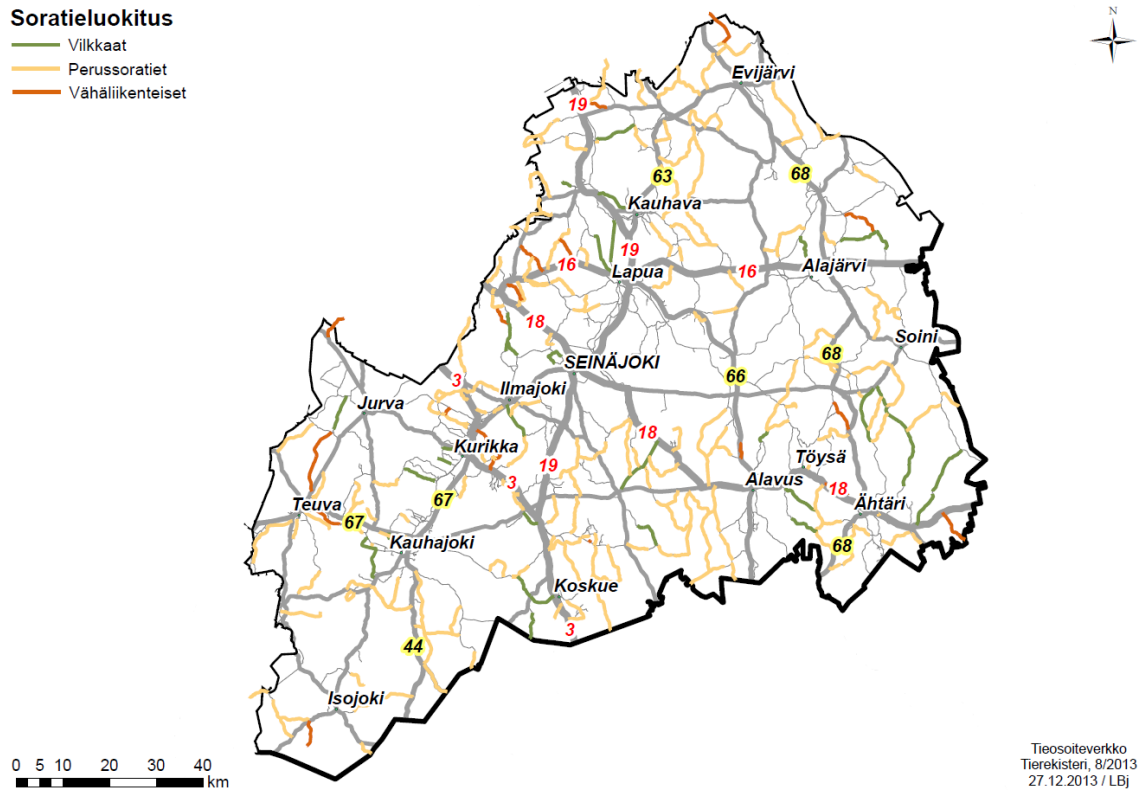 Soratieluokitus
Vilkkaat
Perussoratiet
Vähäliikenteiset
N
Evijärvi
19
63
68
Kauhava
19
16
Lapua
16
Alajärvi
18
Soini
68
SEINÄJOKI
66
3
Ilmajoki
Jurva
18
Kurikka
19
Töysä
3
Alavus
18
67
Teuva
Ähtäri
67
Kauhajoki
68
Koskue
3
44
Isojoki
0 5 10 20 30 40
km
Tieosoiteverkko
Tierekisteri, 8/2013
27.12.2013 / LBj